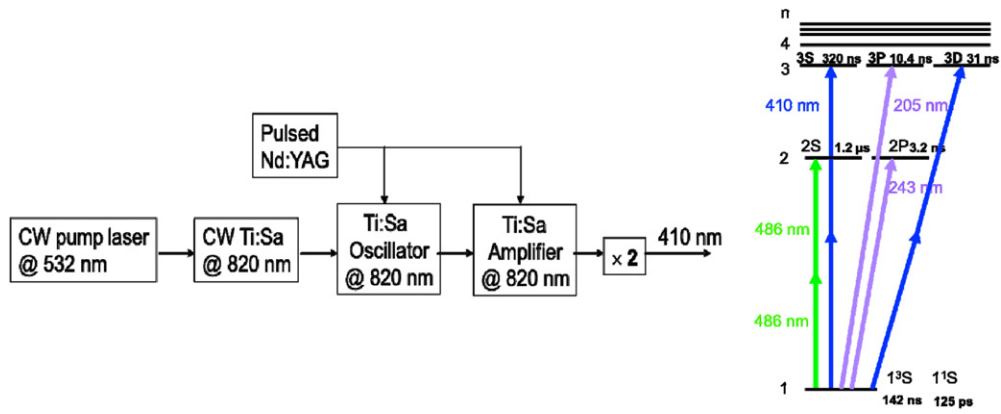 Pulsed
Nd:YAG
CW pump laser
@ 532 nm
CW Ti:Sa
@ 820 nm
Ti:Sa
Oscillator
@ 820 nm
Ti:Sa
Amplifier
@ 820 nm
× 2
410 nm
n
4
3S 320 ns 3P 10.4 ns 3D 31 ns
3
410 nm 205 nm
2S 1.2 µs 2P 3.2 ns
2
243 nm
486 nm
486 nm
1³S 1¹S
1
142 ns 125 ps